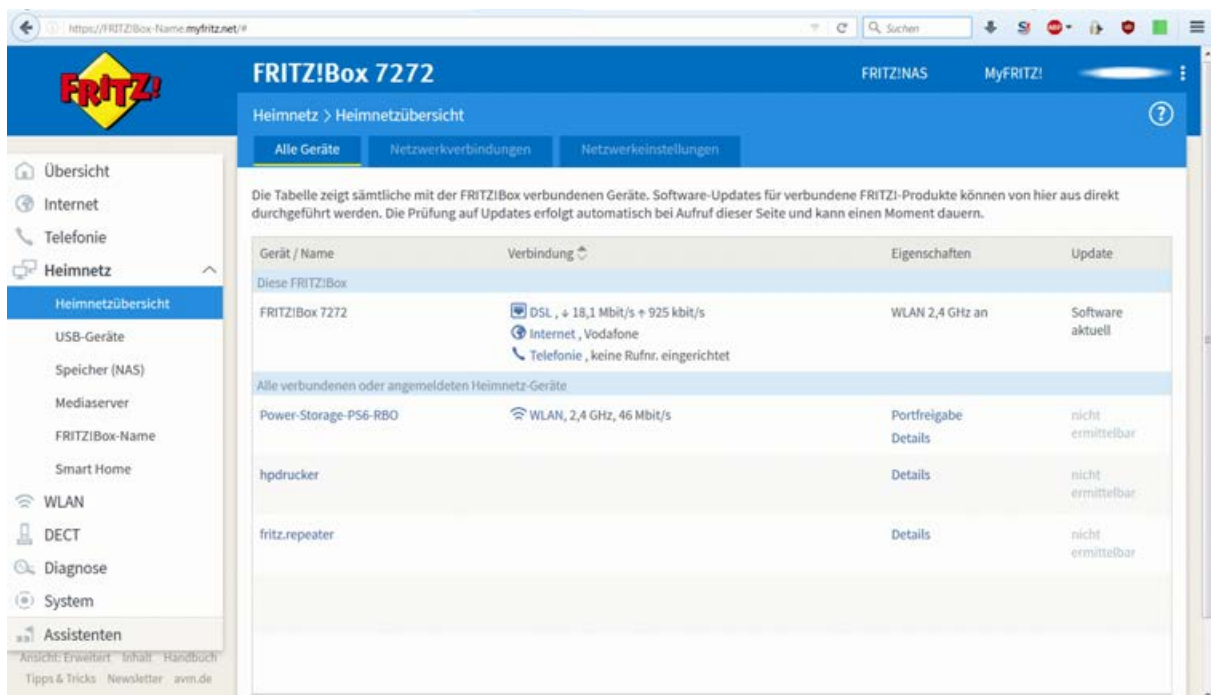 https://FRITZ!Box-Name.myfritz.net/#
Suchen
FRITZ!
FRITZ!Box 7272
FRITZ!NAS
MyFRITZ!
Heimnetz > Heimnetzübersicht
Alle Geräte
Netzwerkverbindungen
Netzwerkeinstellungen
Übersicht
Internet
Telefonie
Heimnetz
Heimnetzübersicht
USB-Geräte
Speicher (NAS)
Mediaserver
FRITZ!Box-Name
Smart Home
WLAN
DECT
Diagnose
System
Assistenten
Ansicht: Erweitert Inhalt Handbuch
Tipps & Tricks Newsletter avm.de
Die Tabelle zeigt sämtliche mit der FRITZ!Box verbundenen Geräte. Software-Updates für verbundene FRITZ!-Produkte können von hier aus direkt
durchgeführt werden. Die Prüfung auf Updates erfolgt automatisch bei Aufruf dieser Seite und kann einen Moment dauern.
Gerät / Name Verbindung Eigenschaften Update
Diese FRITZ!Box
FRITZ!Box 7272 DSL , ↓ 18,1 Mbit/s ↑ 925 kbit/s WLAN 2,4 GHz an Software
Internet , Vodafone aktuell
Telefonie , keine Rufnr. eingerichtet
Alle verbundenen oder angemeldeten Heimnetz-Geräte
Power-Storage-PS6-RBO WLAN, 2,4 GHz, 46 Mbit/s Portfreigabe nicht
Details ermittelbar
hpdrucker Details nicht
ermittelbar
fritz.repeater Details nicht
ermittelbar